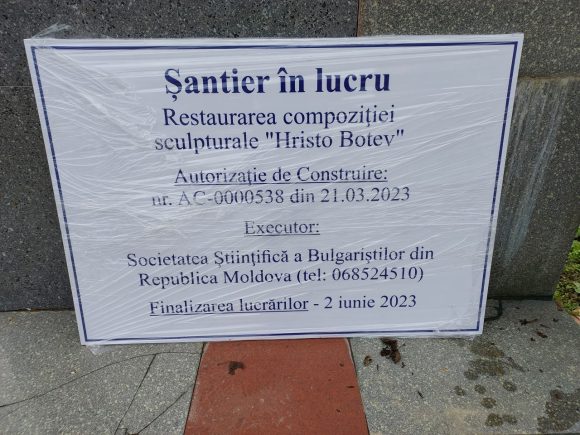 Șantier în lucru
Restaurarea compoziției
sculpturale "Hristo Botev"
Autorizație de Construire:
nr. AC-0000538 din 21.03.2023
Executor:
Societatea Științifică a Bulgariștilor din
Republica Moldova (tel: 068524510)
Finalizarea lucrărilor - 2 iunie 2023